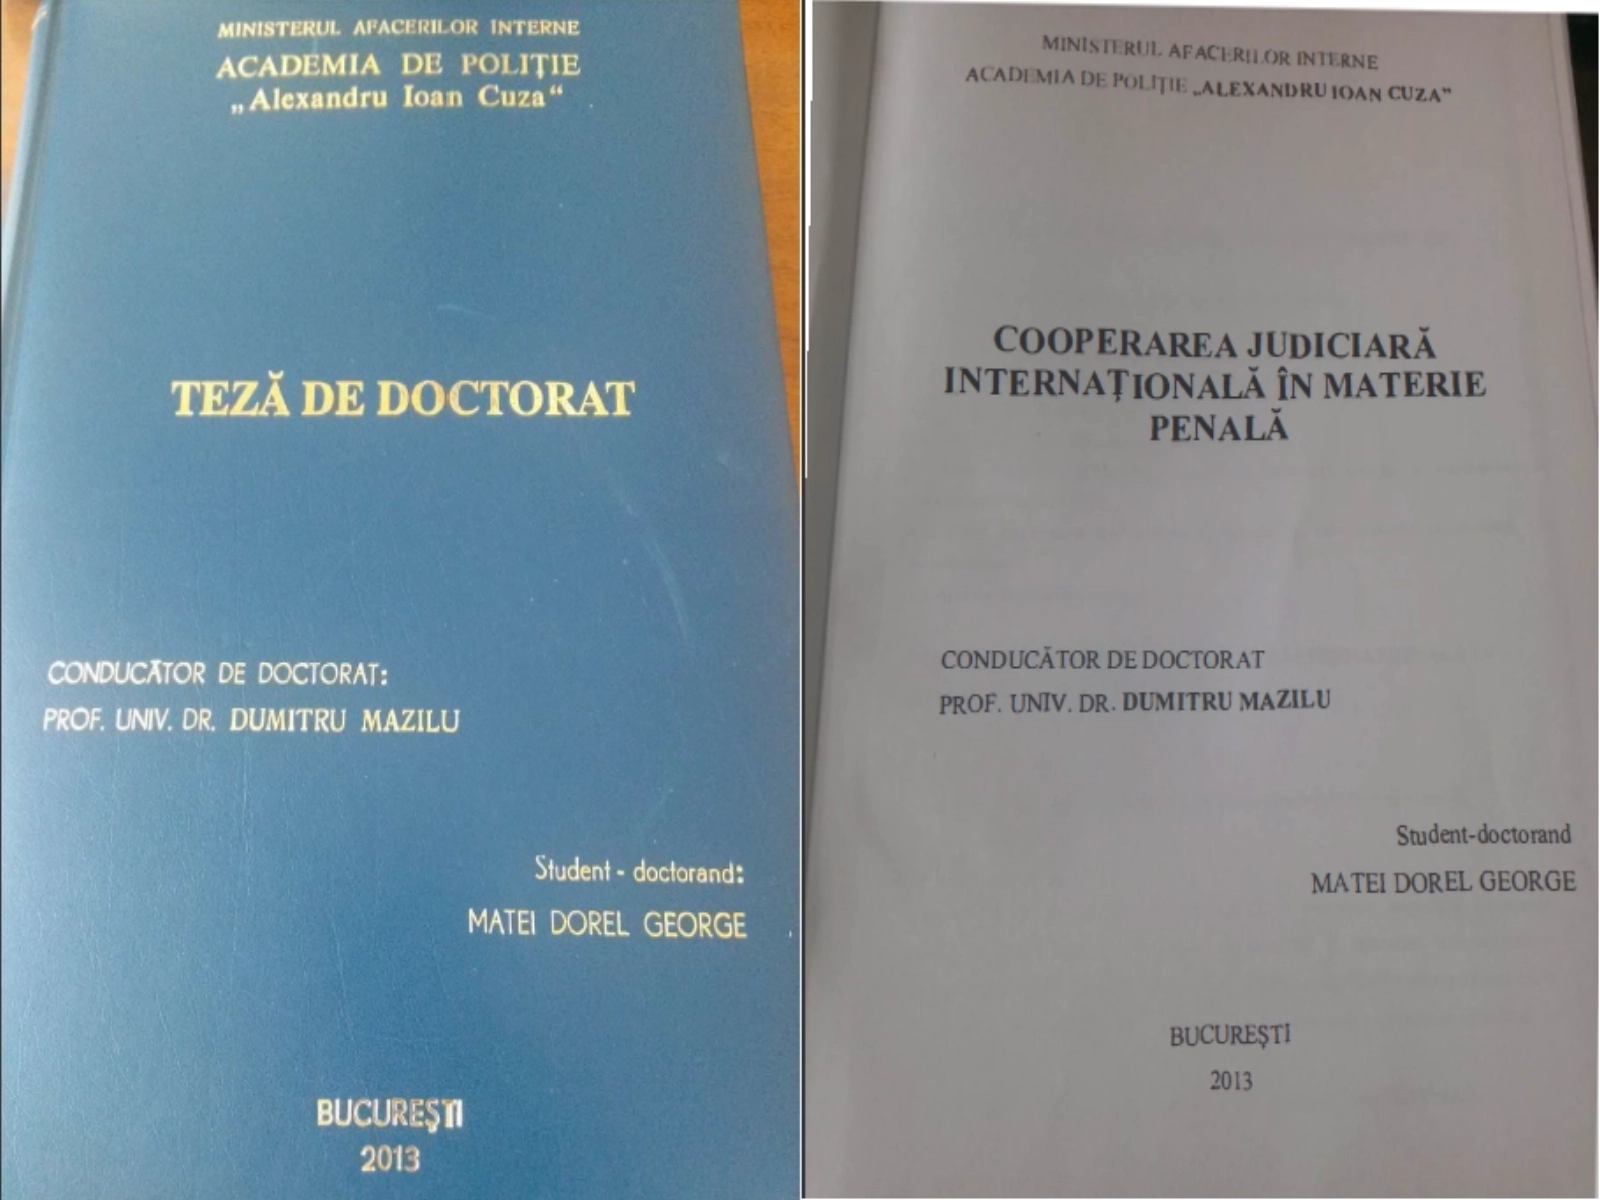 MINISTERUL AFACERILOR INTERNE
ACADEMIA DE POLIȚIE
„Alexandru Ioan Cuza“
TEZĂ DE DOCTORAT
CONDUCĂTOR DE DOCTORAT:
PROF. UNIV. DR. DUMITRU MAZILU
Student - doctorand:
MATEI DOREL GEORGE
BUCUREŞTI
2013
MINISTERUL AFACERILOR INTERNE
ACADEMIA DE POLIȚIE „ALEXANDRU IOAN CUZA”
COOPERAREA JUDICIARĂ
INTERNAȚIONALĂ ÎN MATERIE
PENALĂ
CONDUCĂTOR DE DOCTORAT
PROF. UNIV. DR. DUMITRU MAZILU
Student-doctorand
MATEI DOREL GEORGE
BUCUREŞTI
2013